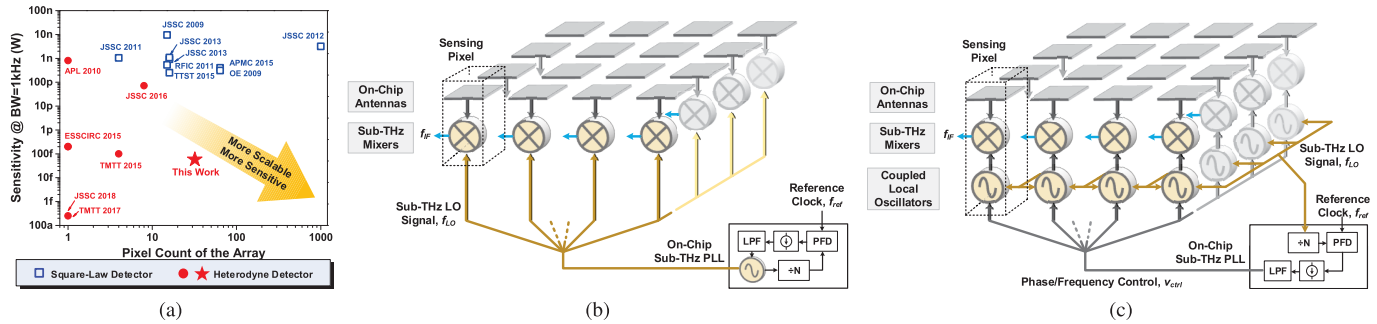 (a)
Sensitivity @ BW=1kHz (W)
100n
10n
1n
100p
10p
1p
100f
10f
1f
100a
JSSC 2009
JSSC 2012
JSSC 2011
JSSC 2013
JSSC 2013
RFIC 2011
APMC 2015
TTST 2015
OE 2009
APL 2010
JSSC 2016
ESSCIRC 2015
TMTT 2015
This Work
More Scalable
More Sensitive
JSSC 2018
TMTT 2017
1
10
100
1000
Pixel Count of the Array
Square-Law Detector
Heterodyne Detector
(a)
Sensing
Pixel
On-Chip
Antennas
Sub-THz
Mixers
fIF
Sub-THz LO
Signal, fLO
Reference
Clock, fref
On-Chip
Sub-THz PLL
LPF
PFD
÷N
(b)
Sensing
Pixel
On-Chip
Antennas
Sub-THz
Mixers
fIF
Coupled Local
Oscillators
Sub-THz LO
Signal, fLO
Reference
Clock, fref
÷N
PFD
LPF
On-Chip
Sub-THz PLL
Phase/Frequency Control, vctrl
(c)